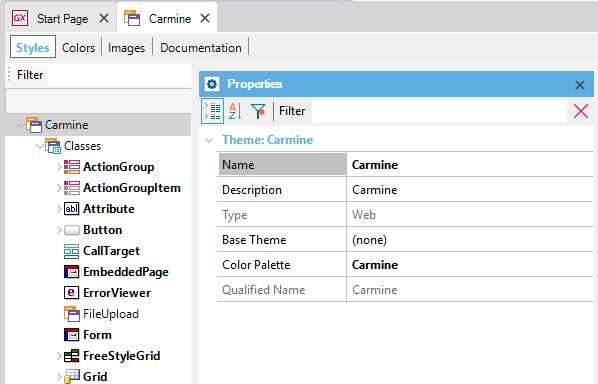 GX Start Page Carmine
Styles Colors Images Documentation
Filter
Carmine
Classes
ActionGroup
ActionGroupItem
abl Attribute
Button
CallTarget
EmbeddedPage
e ErrorViewer
FileUpload
Form
FreeStyleGrid
Grid
Properties
A Z Filter
Theme: Carmine
Name Carmine
Description Carmine
Type Web
Base Theme (none)
Color Palette Carmine
Qualified Name Carmine